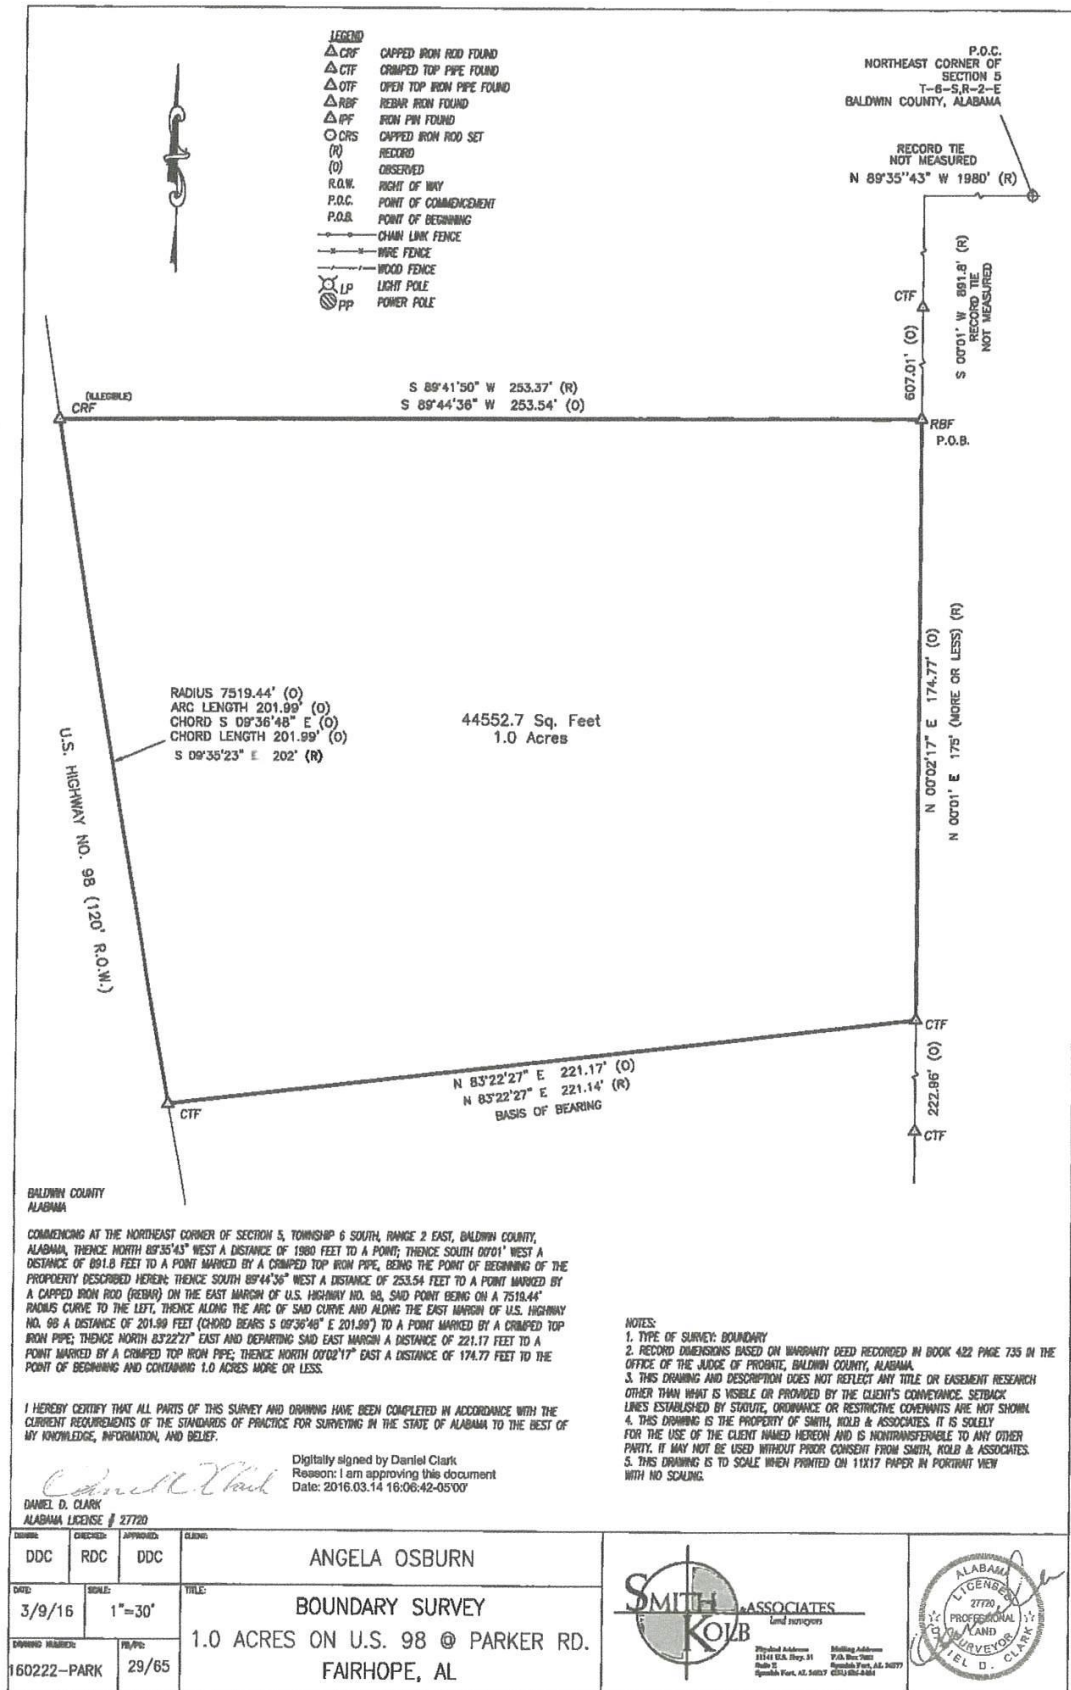 LEGEND
CRF CAPPED IRON ROD FOUND
CTF CRIMPED TOP PIPE FOUND
OTF OPEN TOP IRON PIPE FOUND
RBF REBAR IRON FOUND
IPF IRON PIN FOUND
CRS CAPPED IRON ROD SET
(R) RECORD
(O) OBSERVED
R.O.W. RIGHT OF WAY
P.O.C. POINT OF COMMENCEMENT
P.O.B. POINT OF BEGINNING
CHAIN LINK FENCE
WIRE FENCE
WOOD FENCE
LP LIGHT POLE
PP POWER POLE
P.O.C.
NORTHEAST CORNER OF
SECTION 5
T-6-S,R-2-E
BALDWIN COUNTY, ALABAMA
RECORD TIE
NOT MEASURED
N 89°35''43" W 1980' (R)
S 00°01' W 891.8' (R)
RECORD TIE
NOT MEASURED
CTF
607.01' (O)
(ILLEGIBLE)
CRF
S 89°41'50" W 253.37' (R)
S 89°44'36" W 253.54' (O)
RBF
P.O.B.
RADIUS 7519.44' (O)
ARC LENGTH 201.99' (O)
CHORD S 09°36'48" E (O)
CHORD LENGTH 201.99' (O)
S 09°35'23" E 202' (R)
44552.7 Sq. Feet
1.0 Acres
N 00°02'17" E 174.77' (O)
N 00°01' E 175' (MORE OR LESS) (R)
U.S. HIGHWAY NO. 98 (120' R.O.W.)
CTF
N 83°22'27" E 221.17' (O)
N 83°22'27" E 221.14' (R)
BASIS OF BEARING
CTF
222.96' (O)
CTF
BALDWIN COUNTY
ALABAMA
COMMENCING AT THE NORTHEAST CORNER OF SECTION 5, TOWNSHIP 6 SOUTH, RANGE 2 EAST, BALDWIN COUNTY,
ALABAMA, THENCE NORTH 89°35'43" WEST A DISTANCE OF 1980 FEET TO A POINT; THENCE SOUTH 00°01' WEST A
DISTANCE OF 891.8 FEET TO A POINT MARKED BY A CRIMPED TOP IRON PIPE, BEING THE POINT OF BEGINNING OF THE
PROPOERTY DESCRIBED HEREIN; THENCE SOUTH 89°44'36" WEST A DISTANCE OF 253.54 FEET TO A POINT MARKED BY
A CAPPED IRON ROD (REBAR) ON THE EAST MARGIN OF U.S. HIGHWAY NO. 98, SAID POINT BEING ON A 7519.44'
RADIUS CURVE TO THE LEFT, THENCE ALONG THE ARC OF SAID CURVE AND ALONG THE EAST MARGIN OF U.S. HIGHWAY
NO. 98 A DISTANCE OF 201.99 FEET (CHORD BEARS S 09°36'48" E 201.99') TO A POINT MARKED BY A CRIMPED TOP
IRON PIPE; THENCE NORTH 83°22'27" EAST AND DEPARTING SAID EAST MARGIN A DISTANCE OF 221.17 FEET TO A
POINT MARKED BY A CRIMPED TOP IRON PIPE; THENCE NORTH 00°02'17" EAST A DISTANCE OF 174.77 FEET TO THE
POINT OF BEGINNING AND CONTAINING 1.0 ACRES MORE OR LESS.
I HEREBY CERTIFY THAT ALL PARTS OF THIS SURVEY AND DRAWING HAVE BEEN COMPLETED IN ACCORDANCE WITH THE
CURRENT REQUIREMENTS OF THE STANDARDS OF PRACTICE FOR SURVEYING IN THE STATE OF ALABAMA TO THE BEST OF
MY KNOWLEDGE, INFORMATION, AND BELIEF.
Digitally signed by Daniel Clark
Reason: I am approving this document
Date: 2016.03.14 16:06:42-05'00'
DANIEL D. CLARK
ALABAMA LICENSE # 27720
NOTES:
1. TYPE OF SURVEY: BOUNDARY
2. RECORD DIMENSIONS BASED ON WARRANTY DEED RECORDED IN BOOK 422 PAGE 735 IN THE
OFFICE OF THE JUDGE OF PROBATE, BALDWIN COUNTY, ALABAMA.
3. THIS DRAWING AND DESCRIPTION DOES NOT REFLECT ANY TITLE OR EASEMENT RESEARCH
OTHER THAN WHAT IS VISIBLE OR PROVIDED BY THE CLIENT'S CONVEYANCE. SETBACK
LINES ESTABLISHED BY STATUTE, ORDINANCE OR RESTRICTIVE COVENANTS ARE NOT SHOWN.
4. THIS DRAWING IS THE PROPERTY OF SMITH, KOLB & ASSOCIATES. IT IS SOLELY
FOR THE USE OF THE CLIENT NAMED HEREON AND IS NONTRANSFERABLE TO ANY OTHER
PARTY. IT MAY NOT BE USED WITHOUT PRIOR CONSENT FROM SMITH, KOLB & ASSOCIATES.
5. THIS DRAWING IS TO SCALE WHEN PRINTED ON 11X17 PAPER IN PORTRAIT VIEW
WITH NO SCALING.
DRAWN: CHECKED: APPROVED: CLIENT:
DDC RDC DDC ANGELA OSBURN
DATE: SCALE: TITLE:
3/9/16 1"=30' BOUNDARY SURVEY
1.0 ACRES ON U.S. 98 @ PARKER RD.
FAIRHOPE, AL
DRAWING NUMBER: FB/PG:
160222-PARK 29/65
SMITH
KOLB
&ASSOCIATES
land surveyors
Physical Address
Mailing Address
ALABAMA
LICENSED
27720
PROFESSIONAL
LAND
SURVEYOR
DANIEL D. CLARK